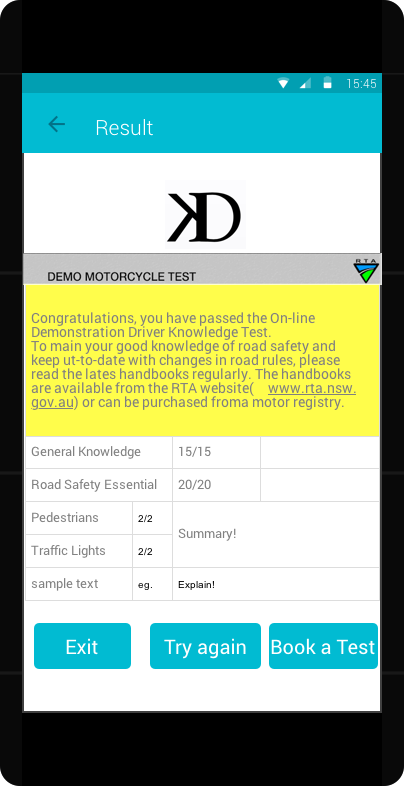 15:45
Result
KD
RTA
DEMO MOTORCYCLE TEST
Congratulations, you have passed the On-line
Demonstration Driver Knowledge Test.
To main your good knowledge of road safety and
keep ut-to-date with changes in road rules, please
read the lates handbooks regularly. The handbooks
are available from the RTA website( www.rta.nsw.
gov.au) or can be purchased froma motor registry.
General Knowledge 15/15
Road Safety Essential 20/20
Pedestrians 2/2
Summary!
Traffic Lights 2/2
sample text eg. Explain!
Exit Try again Book a Test